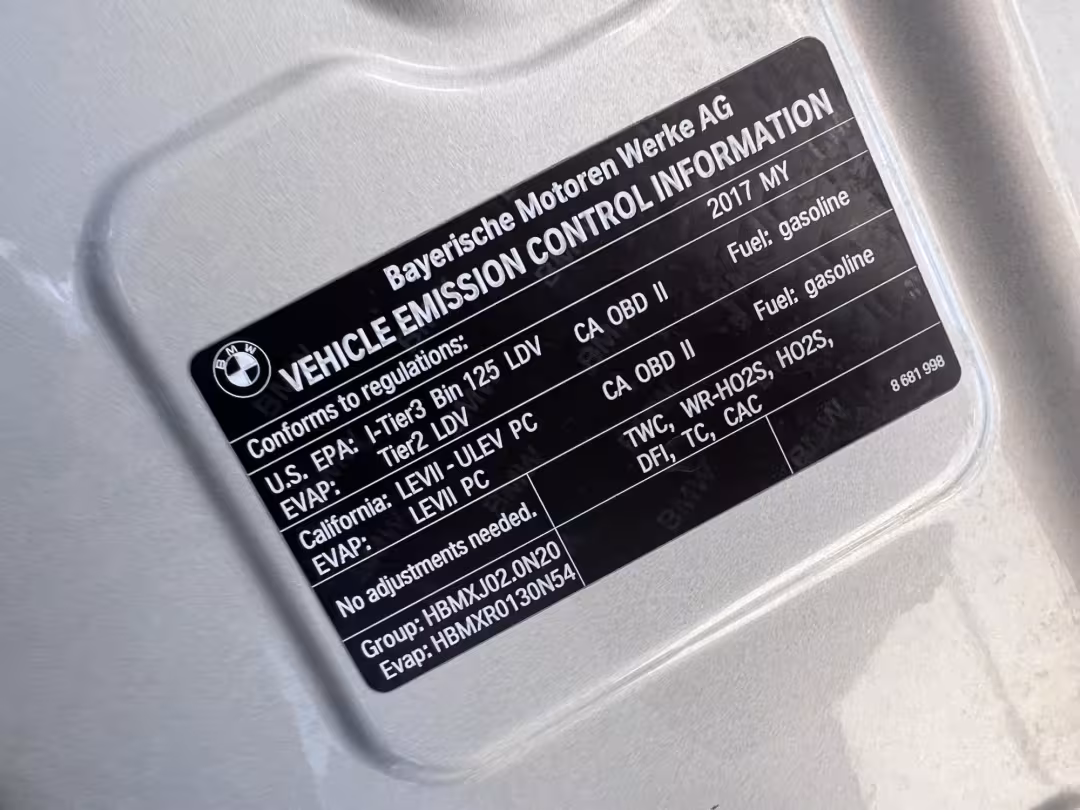 Bayerische Motoren Werke AG
BMW
VEHICLE EMISSION CONTROL INFORMATION
Conforms to regulations: 2017 MY
U.S. EPA: I-Tier3 Bin 125 LDV CA OBD II Fuel: gasoline
EVAP: Tier2 LDV
California: LEVII - ULEV PC CA OBD II Fuel: gasoline
EVAP: LEVII PC
No adjustments needed. TWC, WR-HO2S, HO2S,
DFI, TC, CAC
Group: HBMXJ02.0N20 8 681 998
Evap: HBMXR0130N54